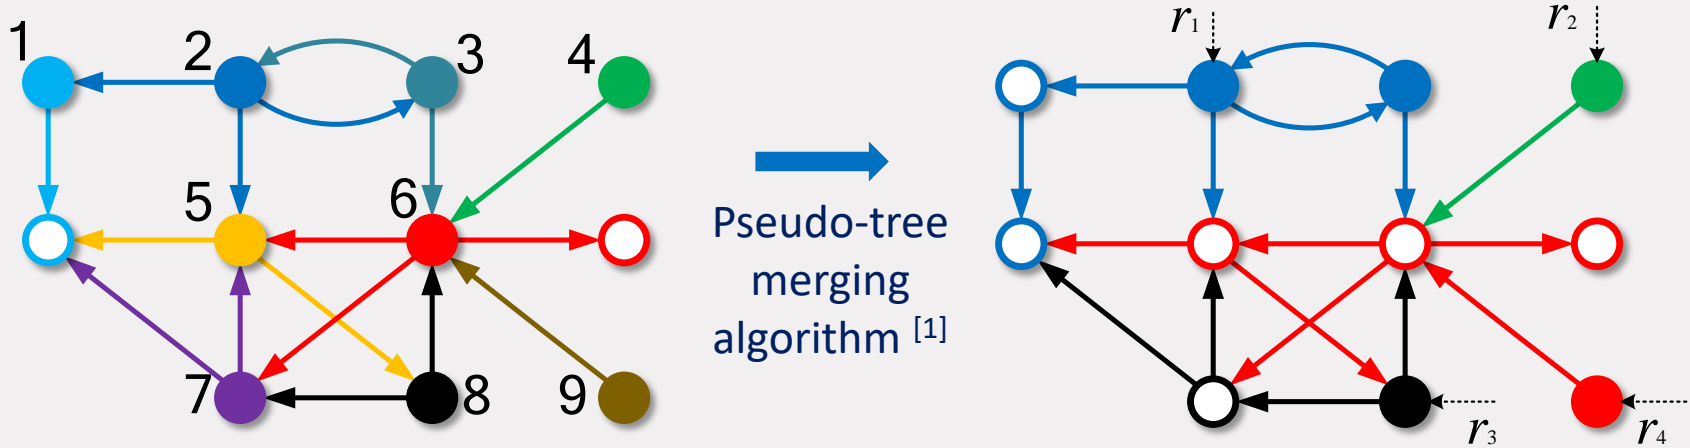 1
2
3
4
5
6
7
8
9
Pseudo-tree
merging
algorithm [1]
r1
r2
r3
r4